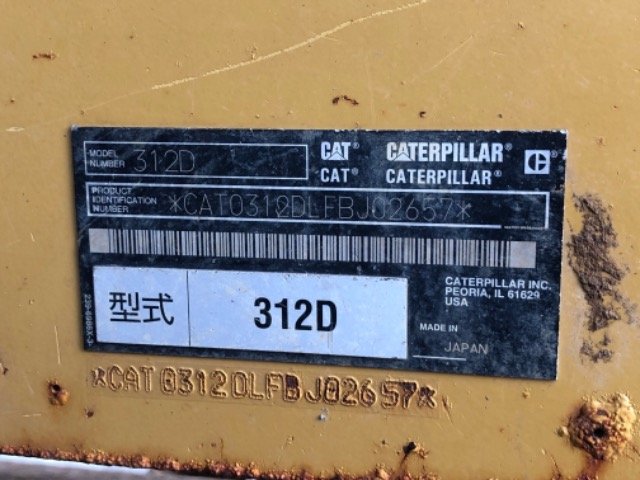 MODEL NUMBER 312D
CAT® CATERPILLAR®
CAT® CATERPILLAR®
C
PRODUCT IDENTIFICATION NUMBER *CAT0312DLFBJ02657*
CATERPILLAR INC.
PEORIA, IL 61629
USA
型式 312D
MADE IN
JAPAN
*CAT0312DLFBJ02657*